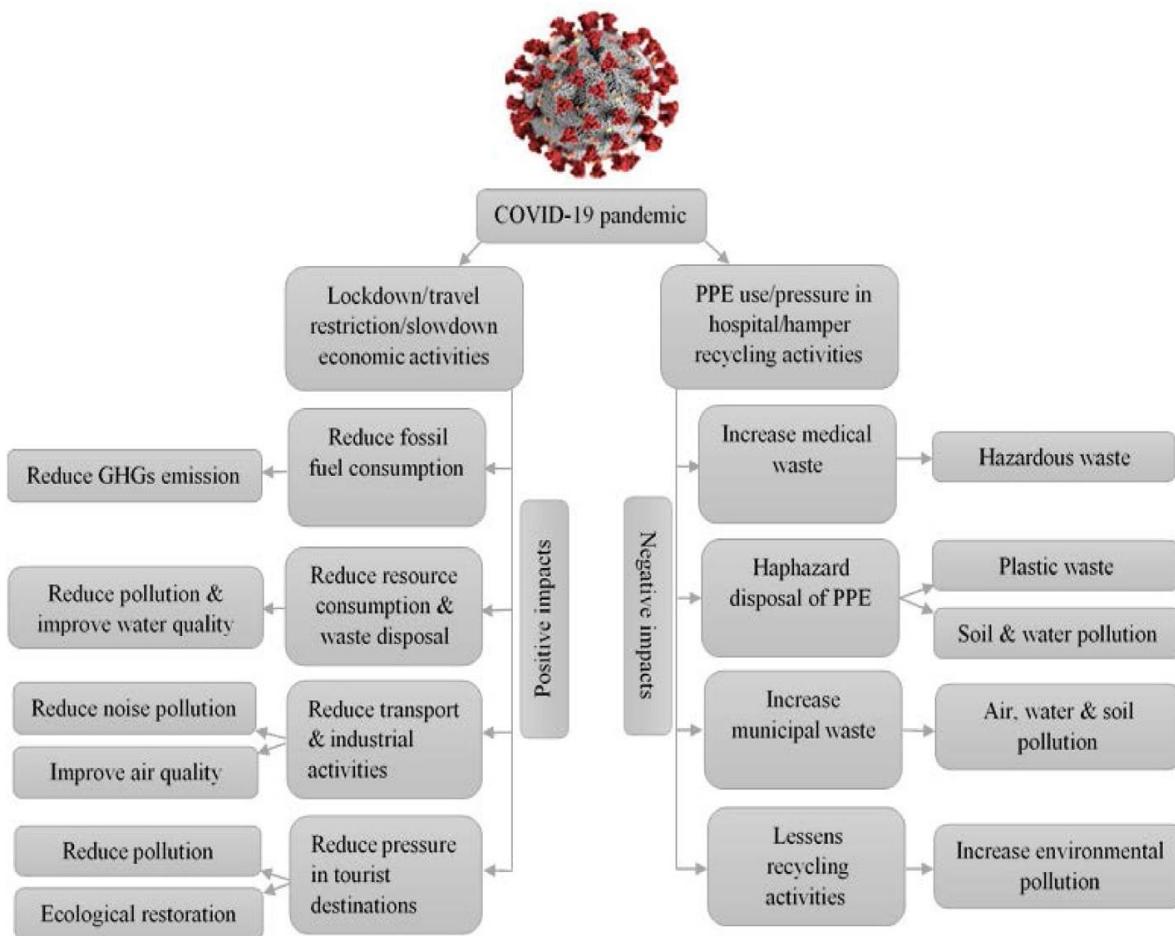 COVID-19 pandemic
Lockdown/travel
restriction/slowdown
economic activities
PPE use/pressure in
hospital/hamper
recycling activities
Positive impacts
Reduce fossil
fuel consumption
Reduce GHGs emission
Reduce resource
consumption &
waste disposal
Reduce pollution &
improve water quality
Reduce transport
& industrial
activities
Reduce noise pollution
Improve air quality
Reduce pressure
in tourist
destinations
Reduce pollution
Ecological restoration
Negative impacts
Increase medical
waste
Hazardous waste
Haphazard
disposal of PPE
Plastic waste
Soil & water pollution
Increase
municipal waste
Air, water & soil
pollution
Lessens
recycling
activities
Increase environmental
pollution